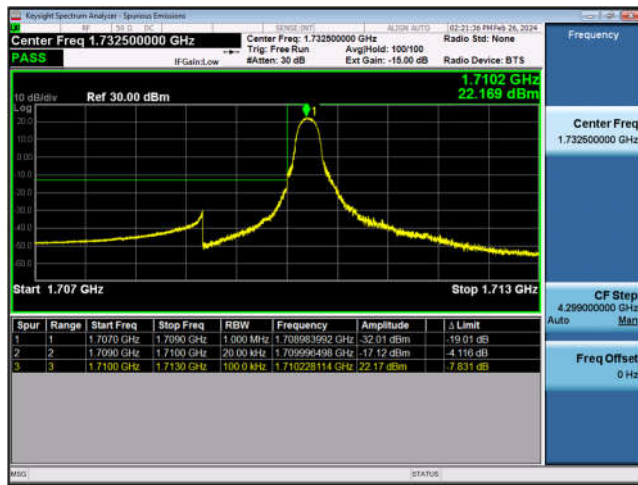 Keysight Spectrum Analyzer - Spurious Emissions
RF 50 Ω DC SENSE:INT ALIGN AUTO 02:21:36 PM Feb 26, 2024
Center Freq 1.732500000 GHz
PASS
IFGain:Low
Center Freq: 1.732500000 GHz
Trig: Free Run Avg|Hold: 100/100
#Atten: 30 dB Ext Gain: -15.00 dB
Radio Std: None
Radio Device: BTS
Frequency
1.7102 GHz
22.169 dBm
10 dB/div Ref 30.00 dBm
Log
20.0
10.0
0.00
-10.0
-20.0
-30.0
-40.0
-50.0
-60.0
1
Start 1.707 GHz Stop 1.713 GHz
Center Freq
1.732500000 GHz
CF Step
4.299000000 GHz
Auto Man
Freq Offset
0 Hz
Spur Range Start Freq Stop Freq RBW Frequency Amplitude Δ Limit
1 1 1.7070 GHz 1.7090 GHz 1.000 MHz 1.708983992 GHz -32.01 dBm -19.01 dB
2 2 1.7090 GHz 1.7100 GHz 20.00 kHz 1.709996498 GHz -17.12 dBm -4.116 dB
3 3 1.7100 GHz 1.7130 GHz 100.0 kHz 1.710228114 GHz 22.17 dBm -7.831 dB
MSG STATUS